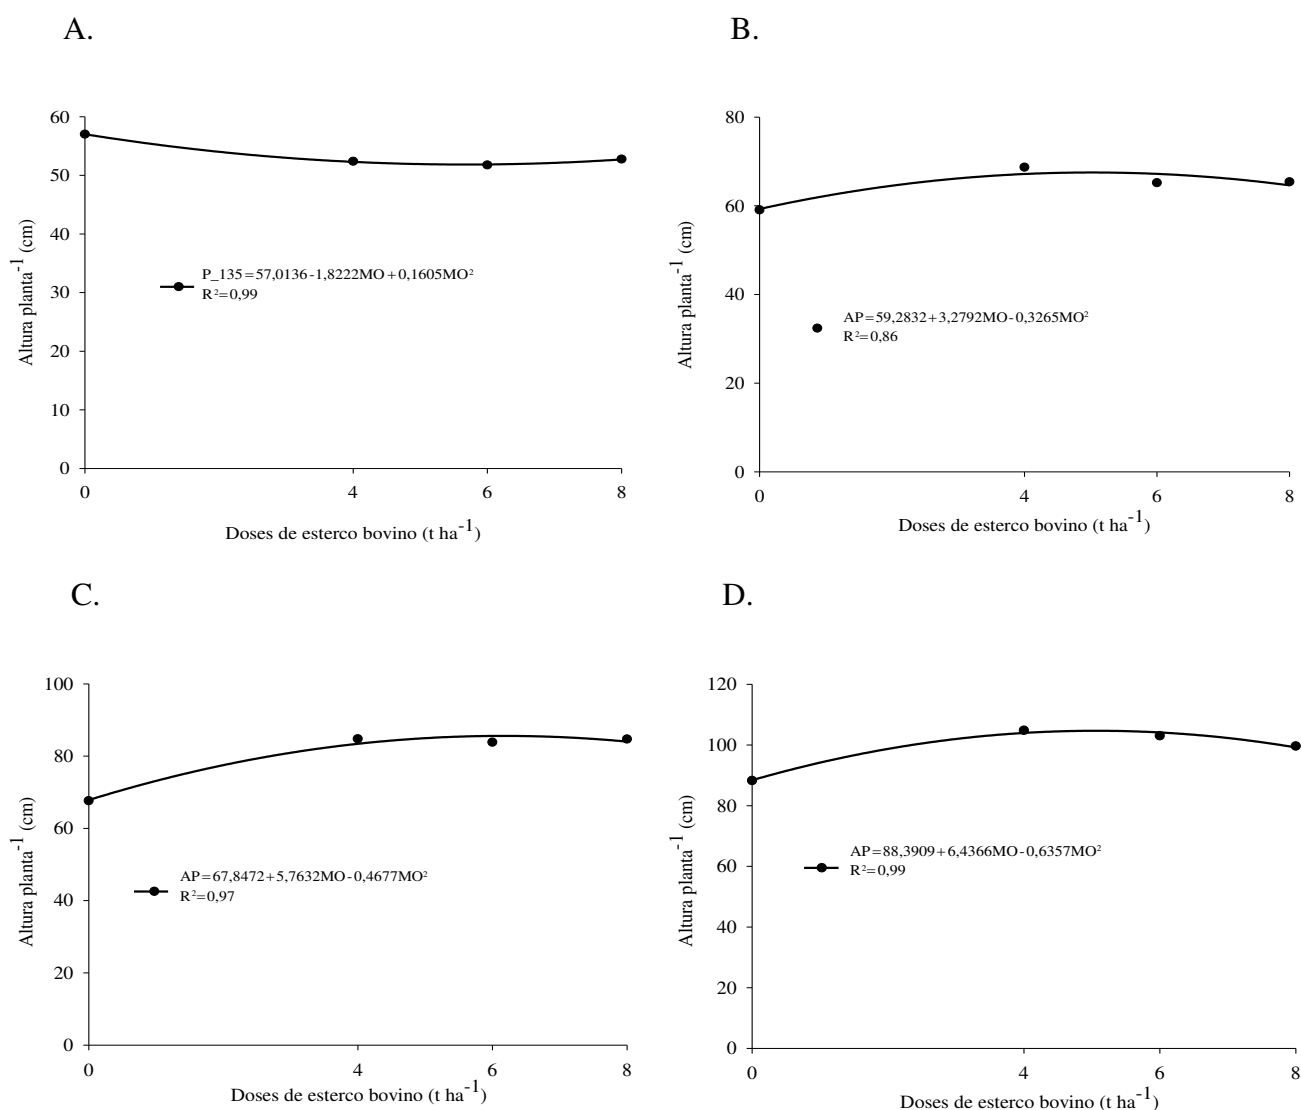 A.
60
50
40
30
20
10
0
0
4
6
8
Altura planta⁻¹ (cm)
P_135=57,0136-1,8222MO+0,1605MO²
R²=0,99
Doses de esterco bovino (t ha⁻¹)
B.
80
60
40
20
0
0
4
6
8
Altura planta⁻¹ (cm)
AP=59,2832+3,2792MO-0,3265MO²
R²=0,86
Doses de esterco bovino (t ha⁻¹)
C.
100
80
60
40
20
0
0
4
6
8
Altura planta⁻¹ (cm)
AP=67,8472+5,7632MO-0,4677MO²
R²=0,97
Doses de esterco bovino (t ha⁻¹)
D.
120
100
80
60
40
20
0
0
4
6
8
Altura planta⁻¹ (cm)
AP=88,3909+6,4366MO-0,6357MO²
R²=0,99
Doses de esterco bovino (t ha⁻¹)